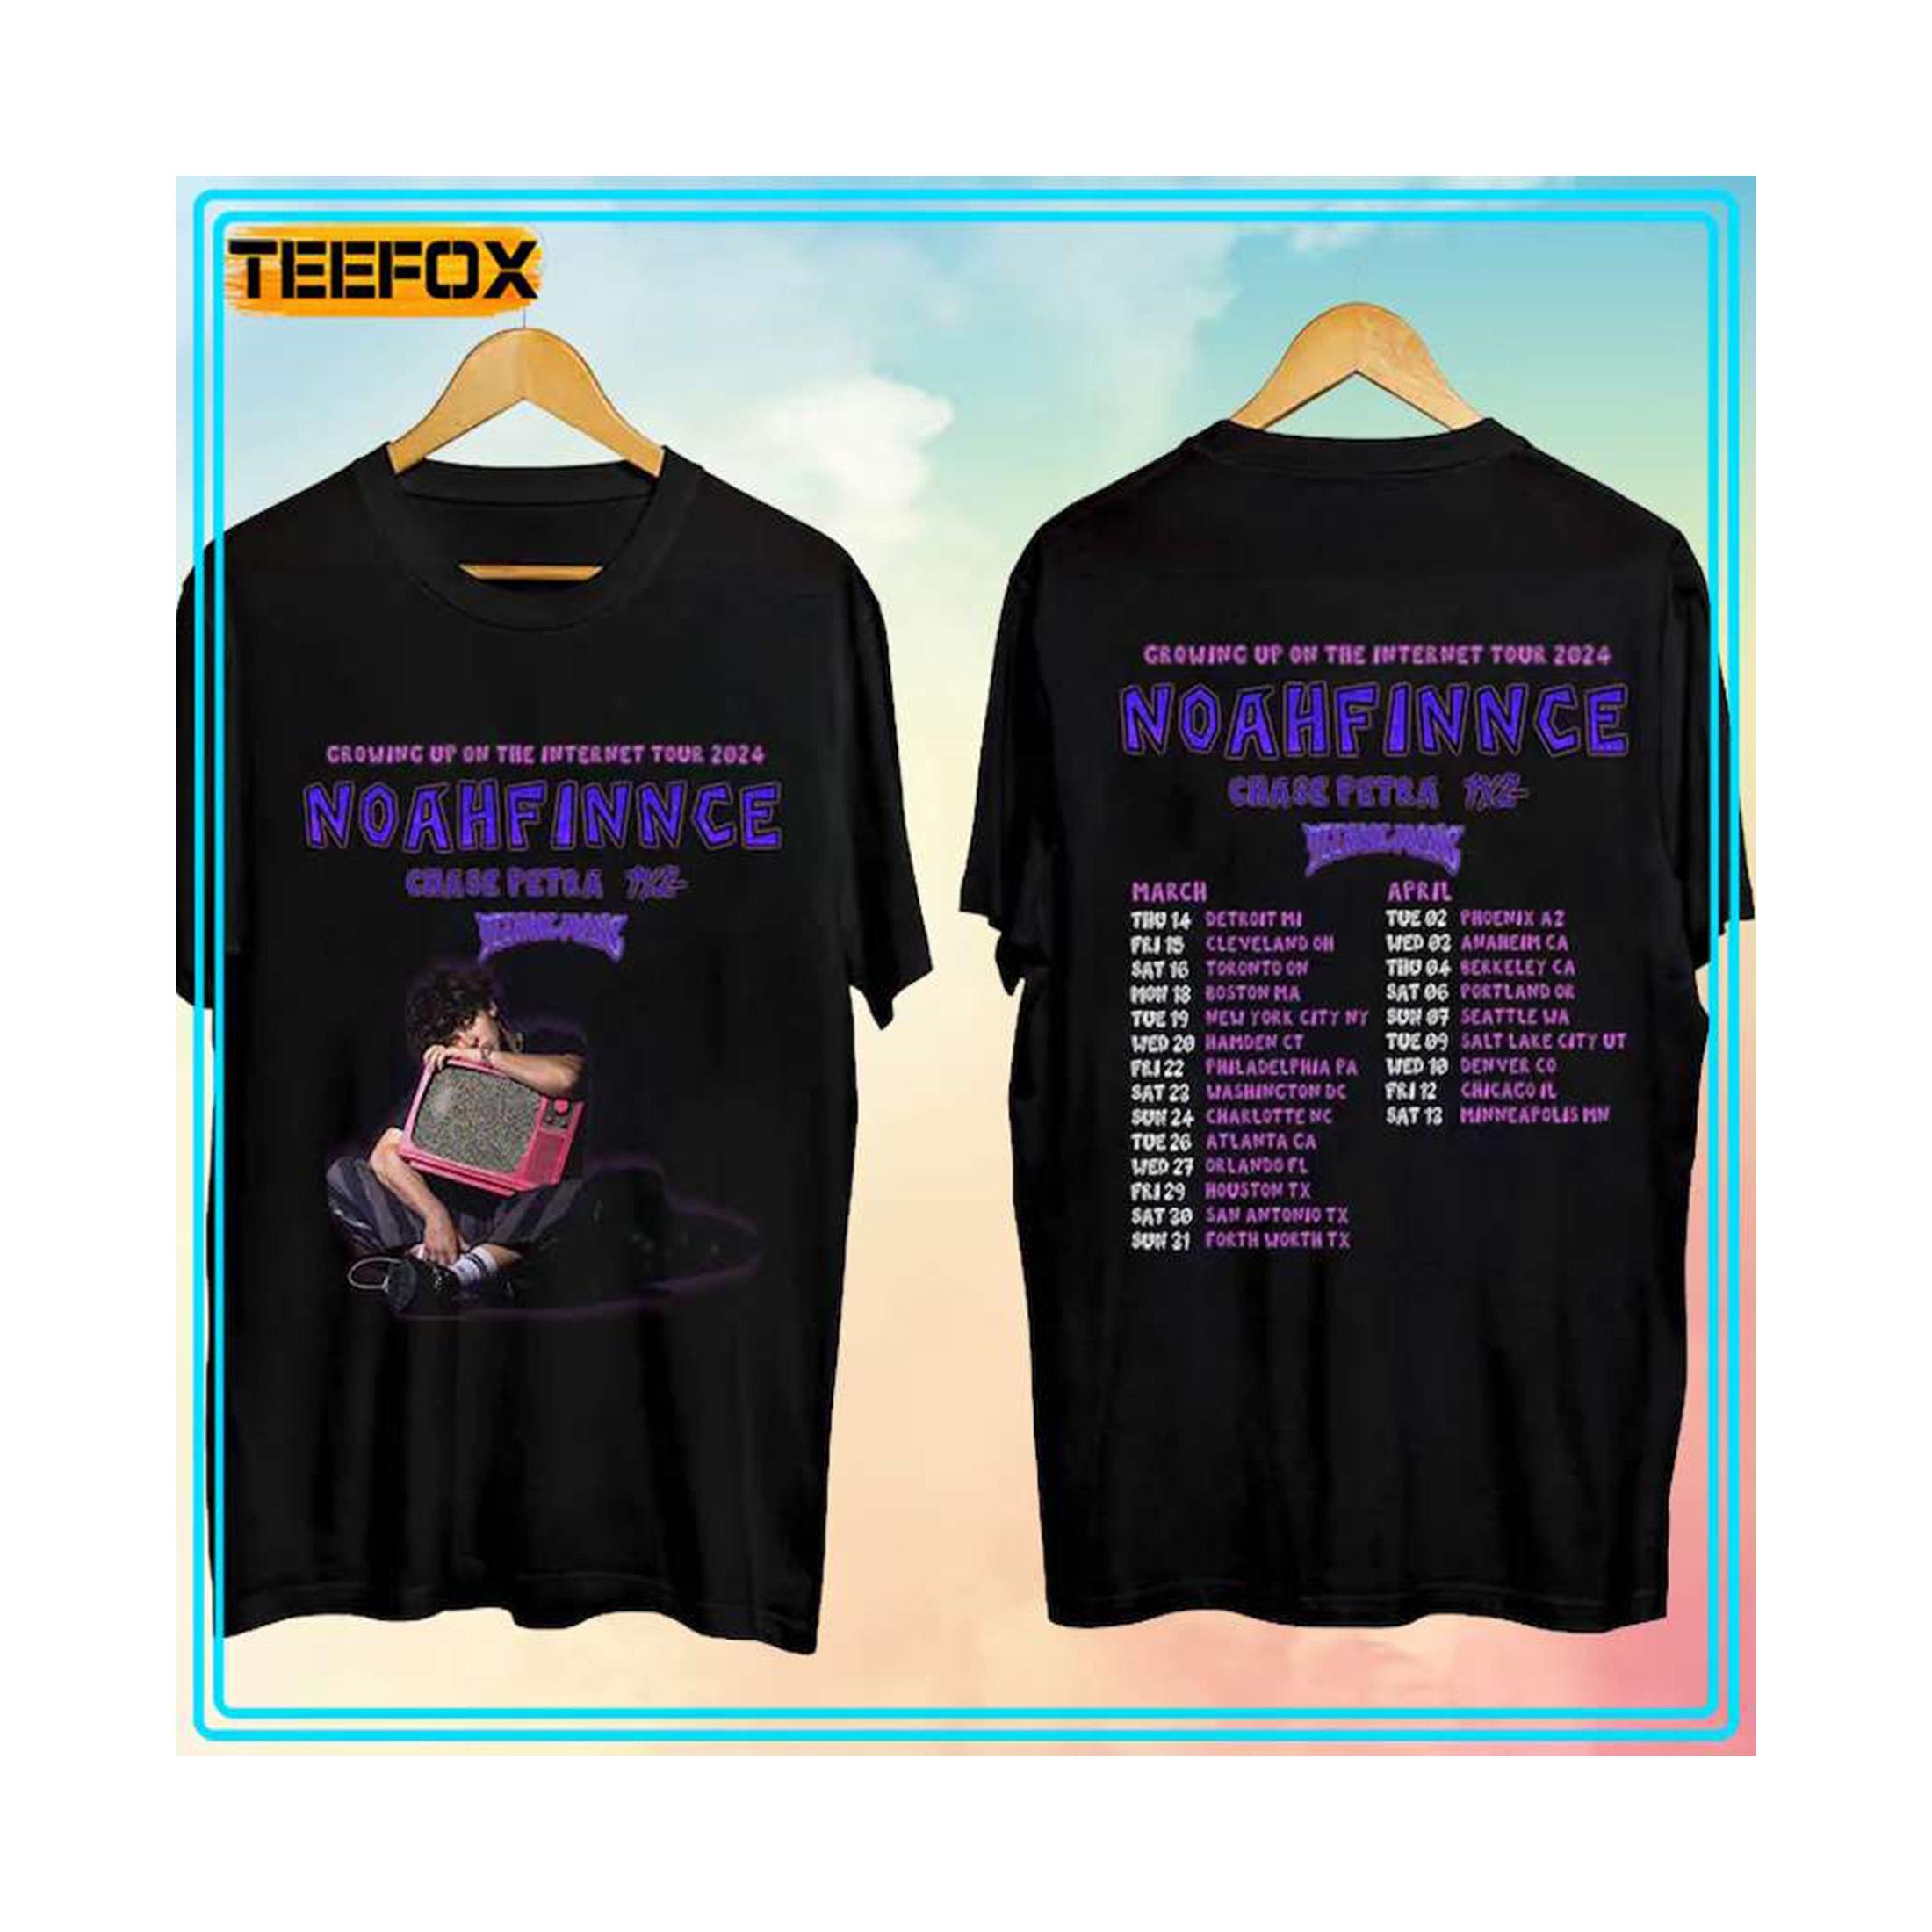 TEEFOX
GROWING UP ON THE INTERNET TOUR 2024
NOAHFINNCE
CHASE PETRA
GROWING UP ON THE INTERNET TOUR 2024
NOAHFINNCE
CHASE PETRA
MARCH
THU 14 DETROIT MI
FRI 15 CLEVELAND OH
SAT 16 TORONTO ON
MON 18 BOSTON MA
TUE 19 NEW YORK CITY NY
WED 20 HAMDEN CT
FRI 22 PHILADELPHIA PA
SAT 23 WASHINGTON DC
SUN 24 CHARLOTTE NC
TUE 26 ATLANTA GA
WED 27 ORLANDO FL
FRI 29 HOUSTON TX
SAT 30 SAN ANTONIO TX
SUN 31 FORTH WORTH TX
APRIL
TUE 02 PHOENIX AZ
WED 03 ANAHEIM CA
THU 04 BERKELEY CA
SAT 06 PORTLAND OR
SUN 07 SEATTLE WA
TUE 09 SALT LAKE CITY UT
WED 10 DENVER CO
FRI 12 CHICAGO IL
SAT 13 MINNEAPOLIS MN